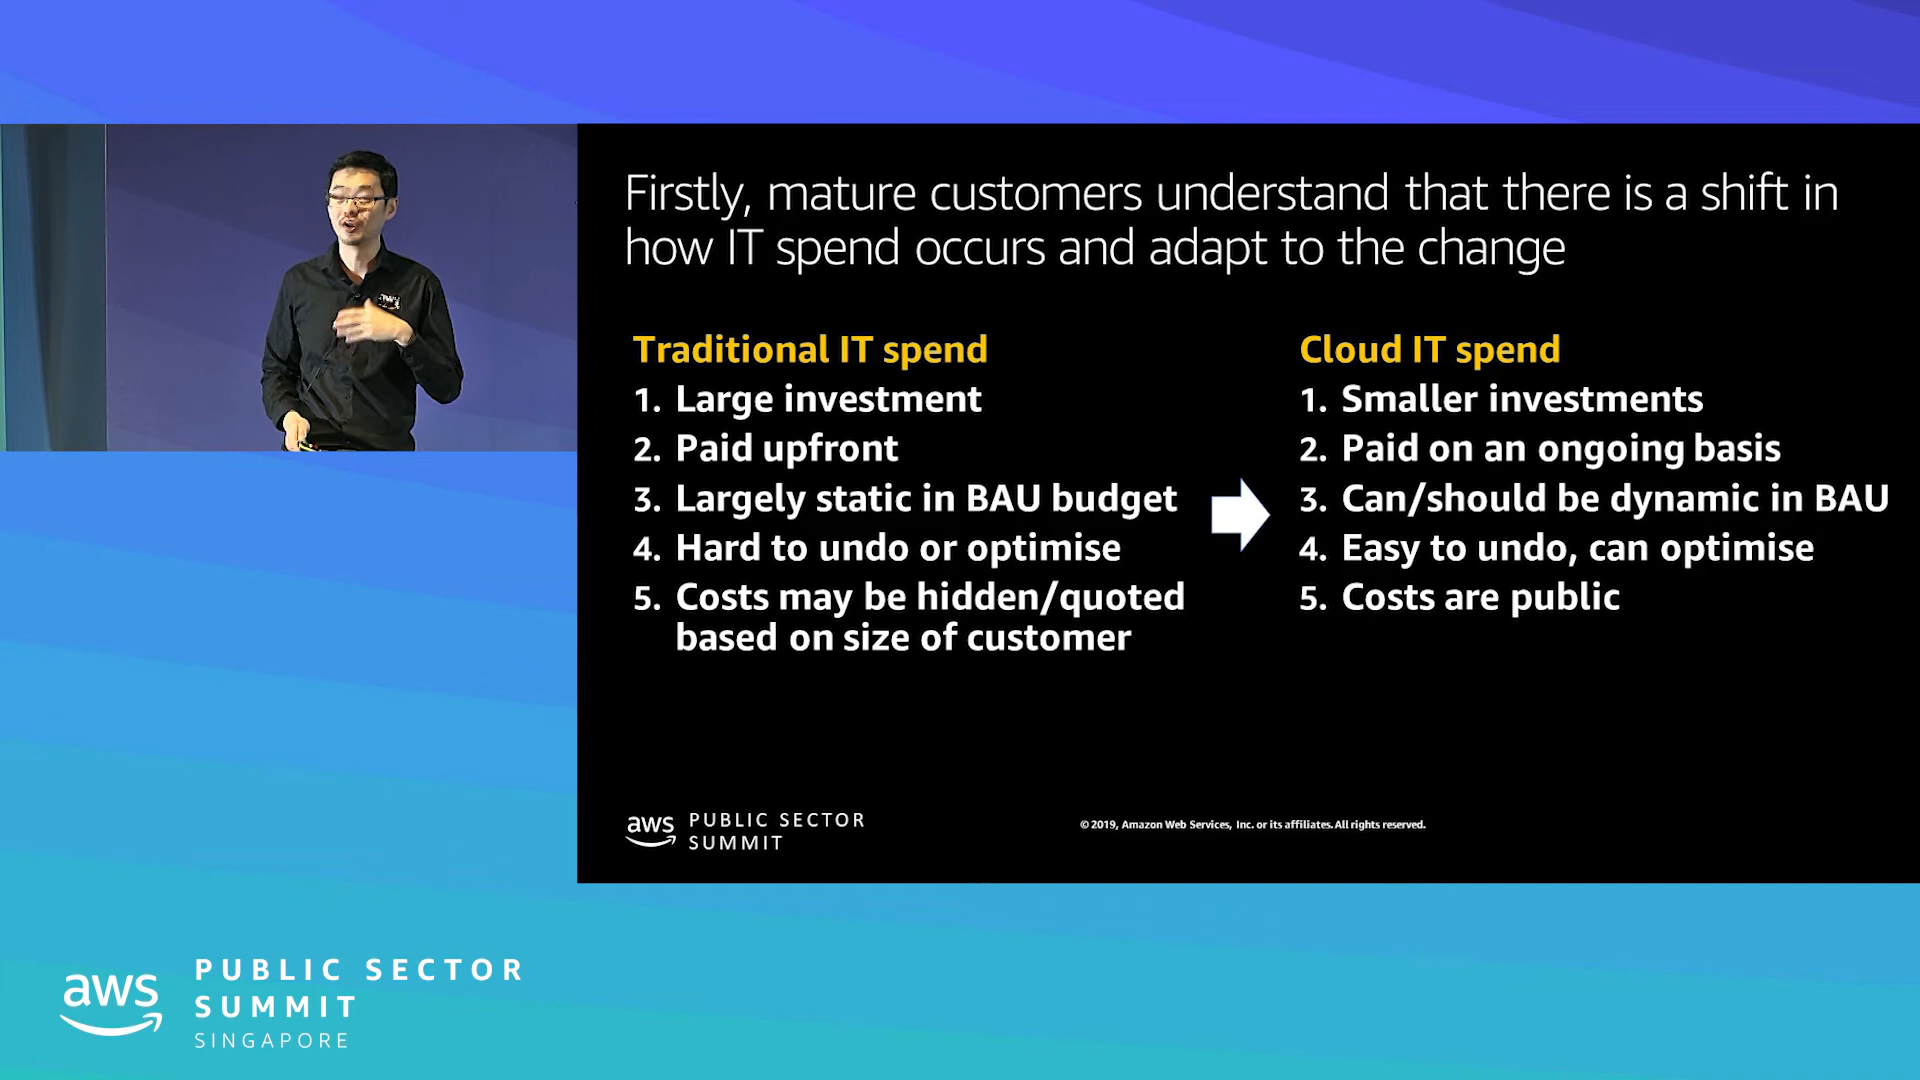 Firstly, mature customers understand that there is a shift in
how IT spend occurs and adapt to the change
Traditional IT spend
1. Large investment
2. Paid upfront
3. Largely static in BAU budget
4. Hard to undo or optimise
5. Costs may be hidden/quoted
based on size of customer
Cloud IT spend
1. Smaller investments
2. Paid on an ongoing basis
3. Can/should be dynamic in BAU
4. Easy to undo, can optimise
5. Costs are public
aws PUBLIC SECTOR
SUMMIT
© 2019, Amazon Web Services, Inc. or its affiliates. All rights reserved.
aws PUBLIC SECTOR
SUMMIT
SINGAPORE